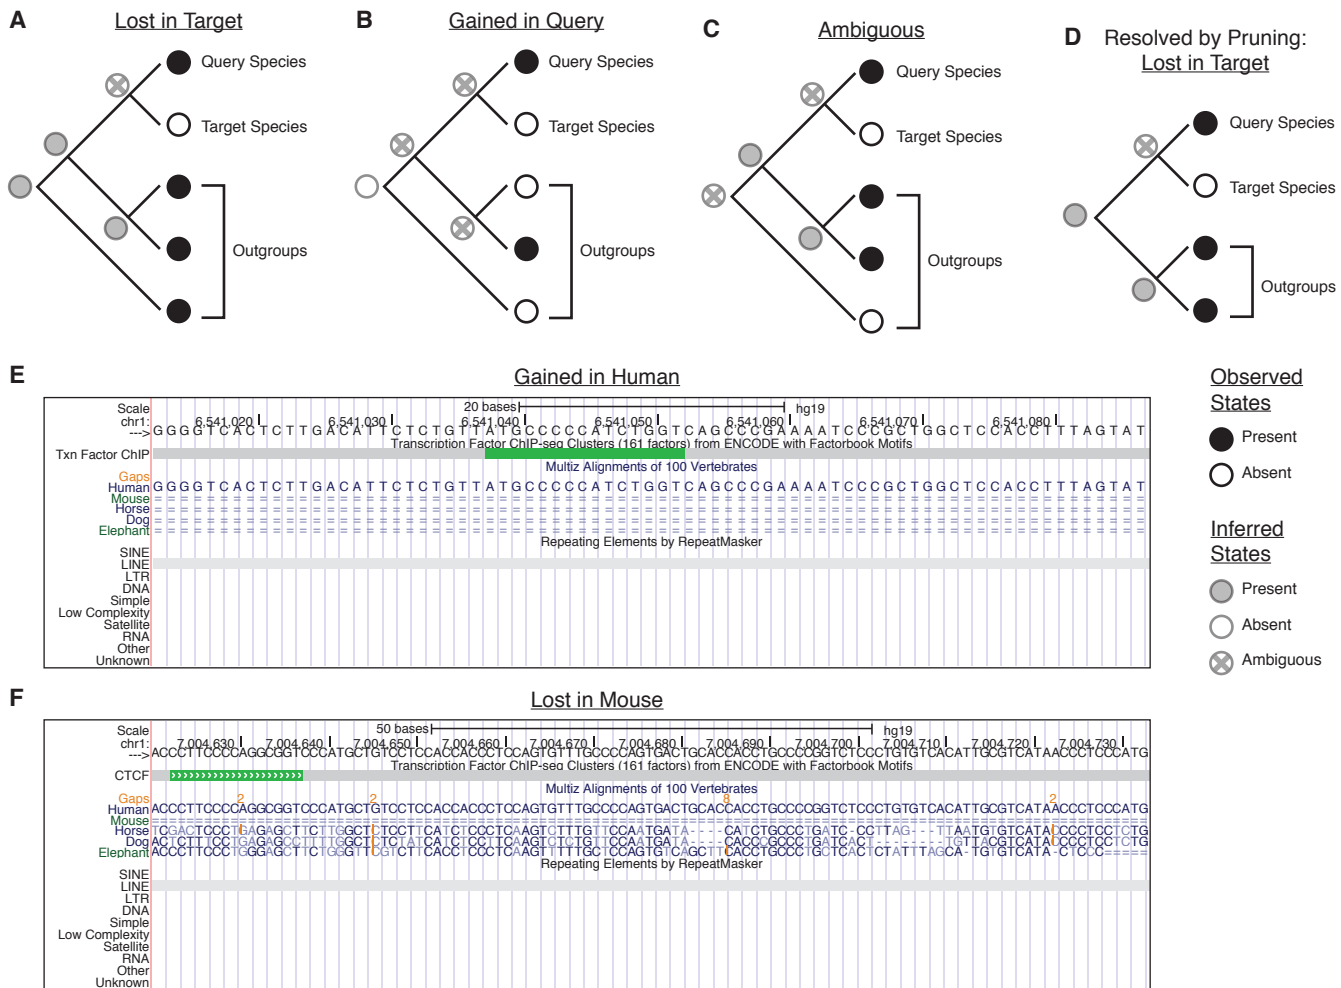 A
Lost in Target
Query Species
Target Species
Outgroups
B
Gained in Query
Query Species
Target Species
Outgroups
C
Ambiguous
Query Species
Target Species
Outgroups
D
Resolved by Pruning:
Lost in Target
Query Species
Target Species
Outgroups
E
Gained in Human
Scale
20 bases
hg19
chr1:
6,541,020
6,541,030
6,541,040
6,541,050
6,541,060
6,541,070
6,541,080
---> GGGGTCACTCTTGACATTCTCTGTTATGCCCCCATCTGGTCAGCCCGAAAATCCCGCTGGCTCCACCTTTAGTAT
Transcription Factor ChIP-seq Clusters (161 factors) from ENCODE with Factorbook Motifs
Txn Factor ChIP
Multiz Alignments of 100 Vertebrates
Gaps
Human GGGGTCACTCTTGACATTCTCTGTTATGCCCCCATCTGGTCAGCCCGAAAATCCCGCTGGCTCCACCTTTAGTAT
Mouse
Horse
Dog
Elephant
Repeating Elements by RepeatMasker
SINE
LINE
LTR
DNA
Simple
Low Complexity
Satellite
RNA
Other
Unknown
Observed
States
Present
Absent
Inferred
States
Present
Absent
Ambiguous
F
Lost in Mouse
Scale
50 bases
hg19
chr1:
7,004,630
7,004,640
7,004,650
7,004,660
7,004,670
7,004,680
7,004,690
7,004,700
7,004,710
7,004,720
7,004,730
---> ACCCTTCCCCAGGCGGTCCCATGCTGTCCTCCACCACCCTCCAGTGTTTGCCCCAGTGACTGCACCACCTGCCCCGGTCTCCCTGTGTCACATTGCGTCATAACCCTCCCATG
Transcription Factor ChIP-seq Clusters (161 factors) from ENCODE with Factorbook Motifs
CTCF
Multiz Alignments of 100 Vertebrates
Gaps 2 2 8 2
Human ACCCTTCCCCAGGCGGTCCCATGCTGTCCTCCACCACCCTCCAGTGTTTGCCCCAGTGACTGCACCACCTGCCCCGGTCTCCCTGTGTCACATTGCGTCATAACCCTCCCATG
Mouse
Horse
Dog
Elephant
Repeating Elements by RepeatMasker
SINE
LINE
LTR
DNA
Simple
Low Complexity
Satellite
RNA
Other
Unknown